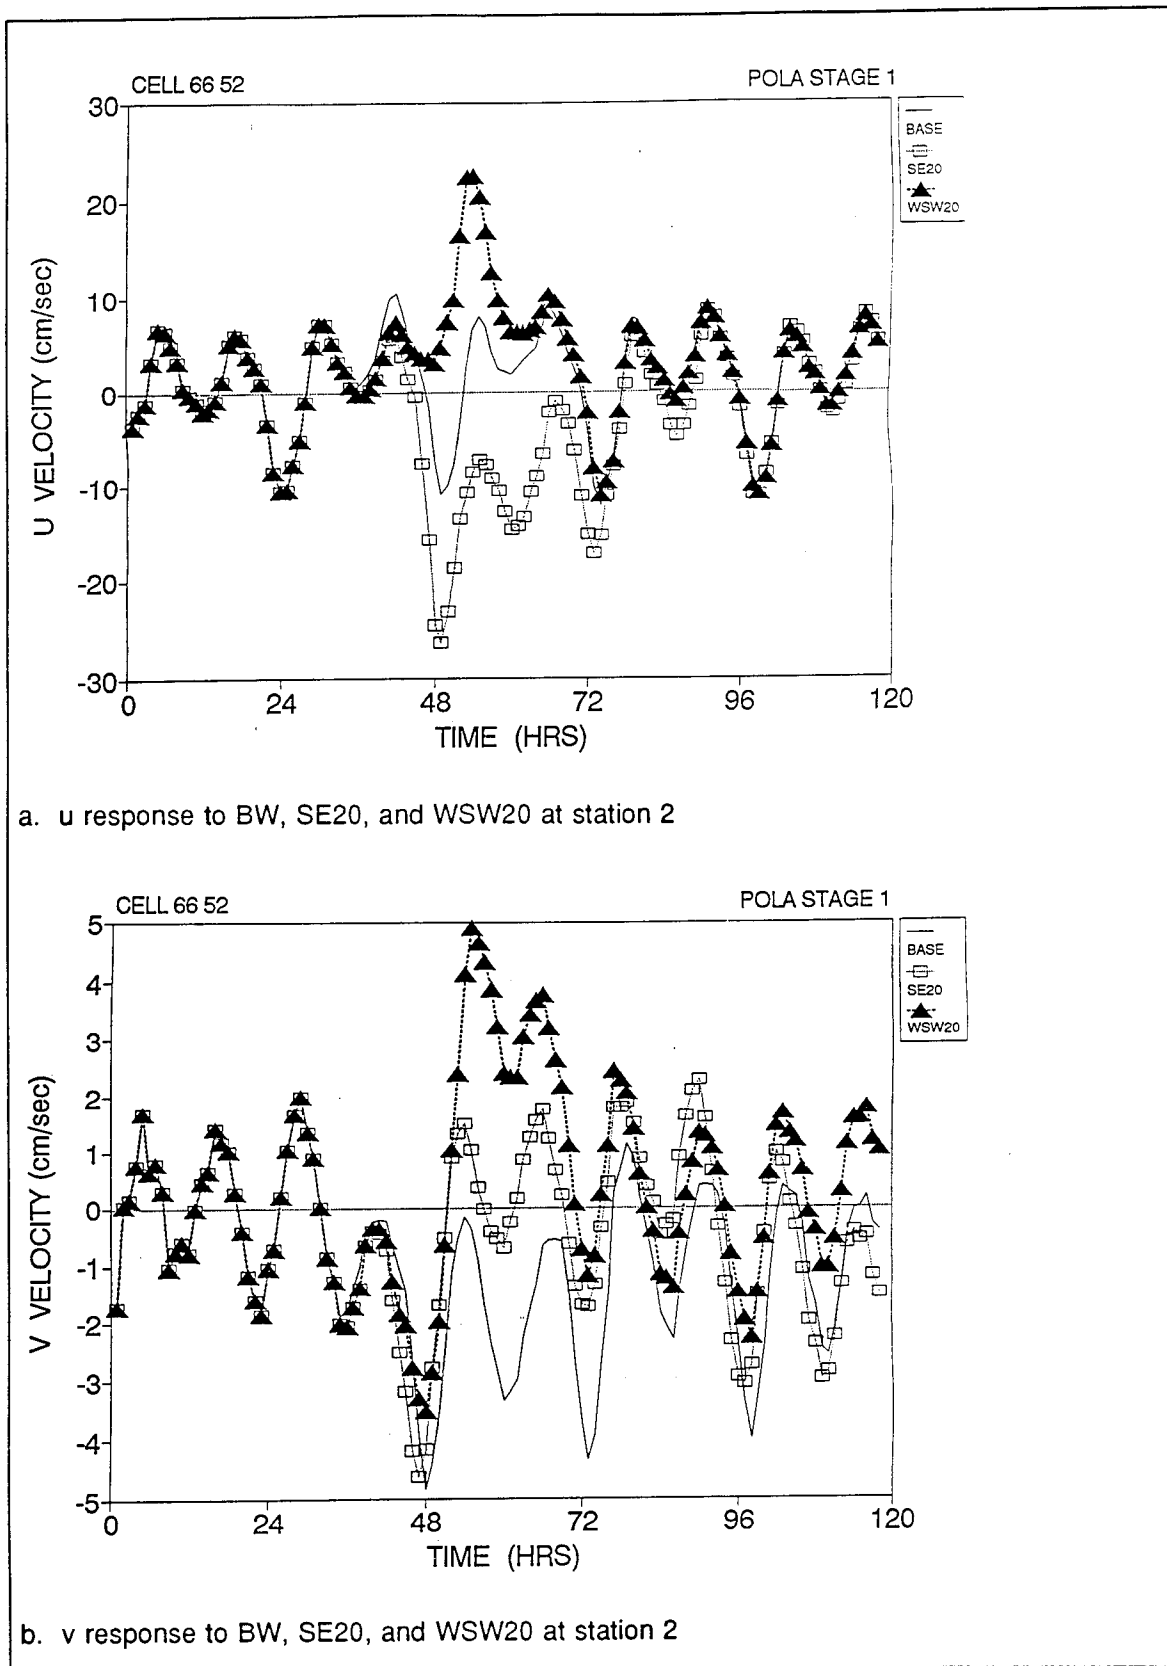 CELL 66 52
POLA STAGE 1
30
20
10
0
-10
-20
-30
U VELOCITY (cm/sec)
0
24
48
72
96
120
TIME (HRS)
BASE
SE20
WSW20
a. u response to BW, SE20, and WSW20 at station 2
CELL 66 52
POLA STAGE 1
5
4
3
2
1
0
-1
-2
-3
-4
-5
V VELOCITY (cm/sec)
0
24
48
72
96
120
TIME (HRS)
BASE
SE20
WSW20
b. v response to BW, SE20, and WSW20 at station 2